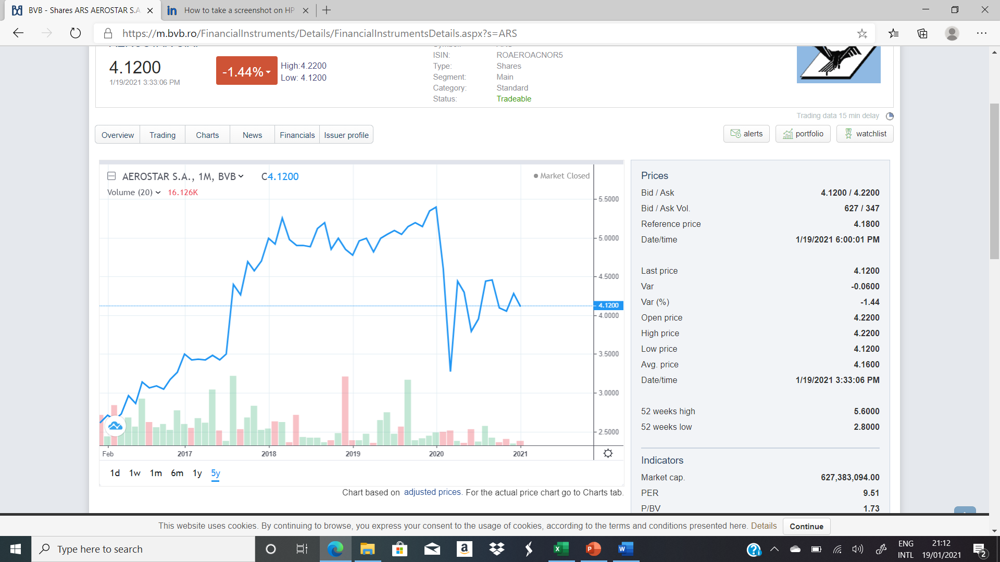 BVB - Shares ARS AEROSTAR S.A
How to take a screenshot on HP
https://m.bvb.ro/FinancialInstruments/Details/FinancialInstrumentsDetails.aspx?s=ARS
4.1200
1/19/2021 3:33:06 PM
-1.44%
High:4.2200
Low: 4.1200
ISIN: ROAEROACNOR5
Type: Shares
Segment: Main
Category: Standard
Status: Tradeable
Trading data 15 min delay
Overview Trading Charts News Financials Issuer profile
alerts portfolio watchlist
AEROSTAR S.A., 1M, BVB C4.1200
Market Closed
Volume (20) 16.126K
5.5000
5.0000
4.5000
4.1200
4.0000
3.5000
3.0000
2.5000
Feb 2017 2018 2019 2020 2021
1d 1w 1m 6m 1y 5y
Chart based on adjusted prices. For the actual price chart go to Charts tab.
Prices
Bid / Ask 4.1200 / 4.2200
Bid / Ask Vol. 627 / 347
Reference price 4.1800
Date/time 1/19/2021 6:00:01 PM
Last price 4.1200
Var -0.0600
Var (%) -1.44
Open price 4.2200
High price 4.2200
Low price 4.1200
Avg. price 4.1600
Date/time 1/19/2021 3:33:06 PM
52 weeks high 5.6000
52 weeks low 2.8000
Indicators
Market cap. 627,383,094.00
PER 9.51
P/BV 1.73
This website uses cookies. By continuing to browse, you express your consent to the usage of cookies, according to the terms and conditions presented here. Details
Continue
Type here to search
ENG
INTL
21:12
19/01/2021
2